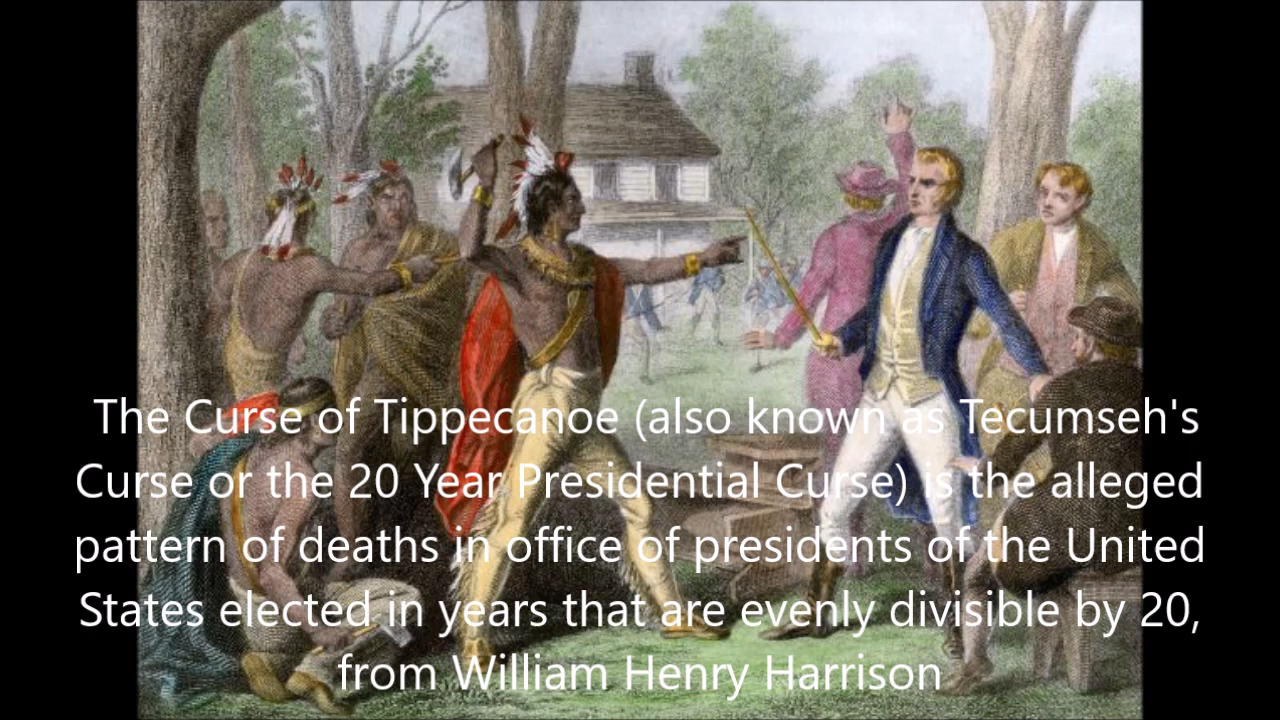 The Curse of Tippecanoe (also known as Tecumseh's
Curse or the 20 Year Presidential Curse) is the alleged
pattern of deaths in office of presidents of the United
States elected in years that are evenly divisible by 20,
from William Henry Harrison